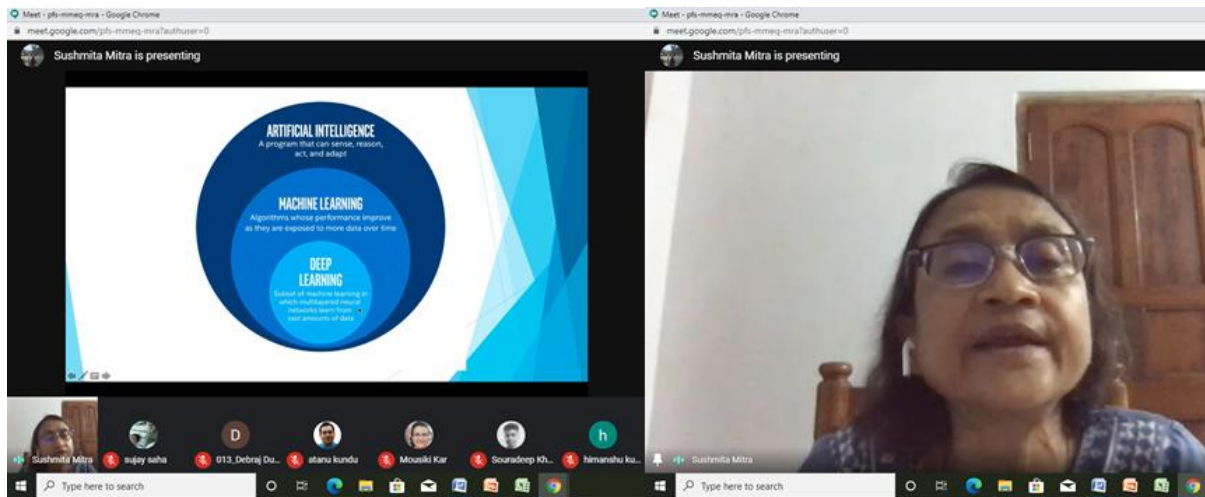 Meet - pfs-mmeq-mra - Google Chrome
meet.google.com/pfs-mmeq-mra?authuser=0
Sushmita Mitra is presenting
ARTIFICIAL INTELLIGENCE
A program that can sense, reason,
act, and adapt
MACHINE LEARNING
Algorithms whose performance improve
as they are exposed to more data over time
DEEP
LEARNING
Subset of machine learning in
which multilayered neural
networks learn from
vast amounts of data
D
h
Sushmita Mitra
sujay saha
013_Debraj Du...
atanu kundu
Mousiki Kar
Souradeep Kh...
himanshu ku...
Type here to search
Meet - pfs-mmeq-mra - Google Chrome
meet.google.com/pfs-mmeq-mra?authuser=0
Sushmita Mitra is presenting
Sushmita Mitra
Type here to search